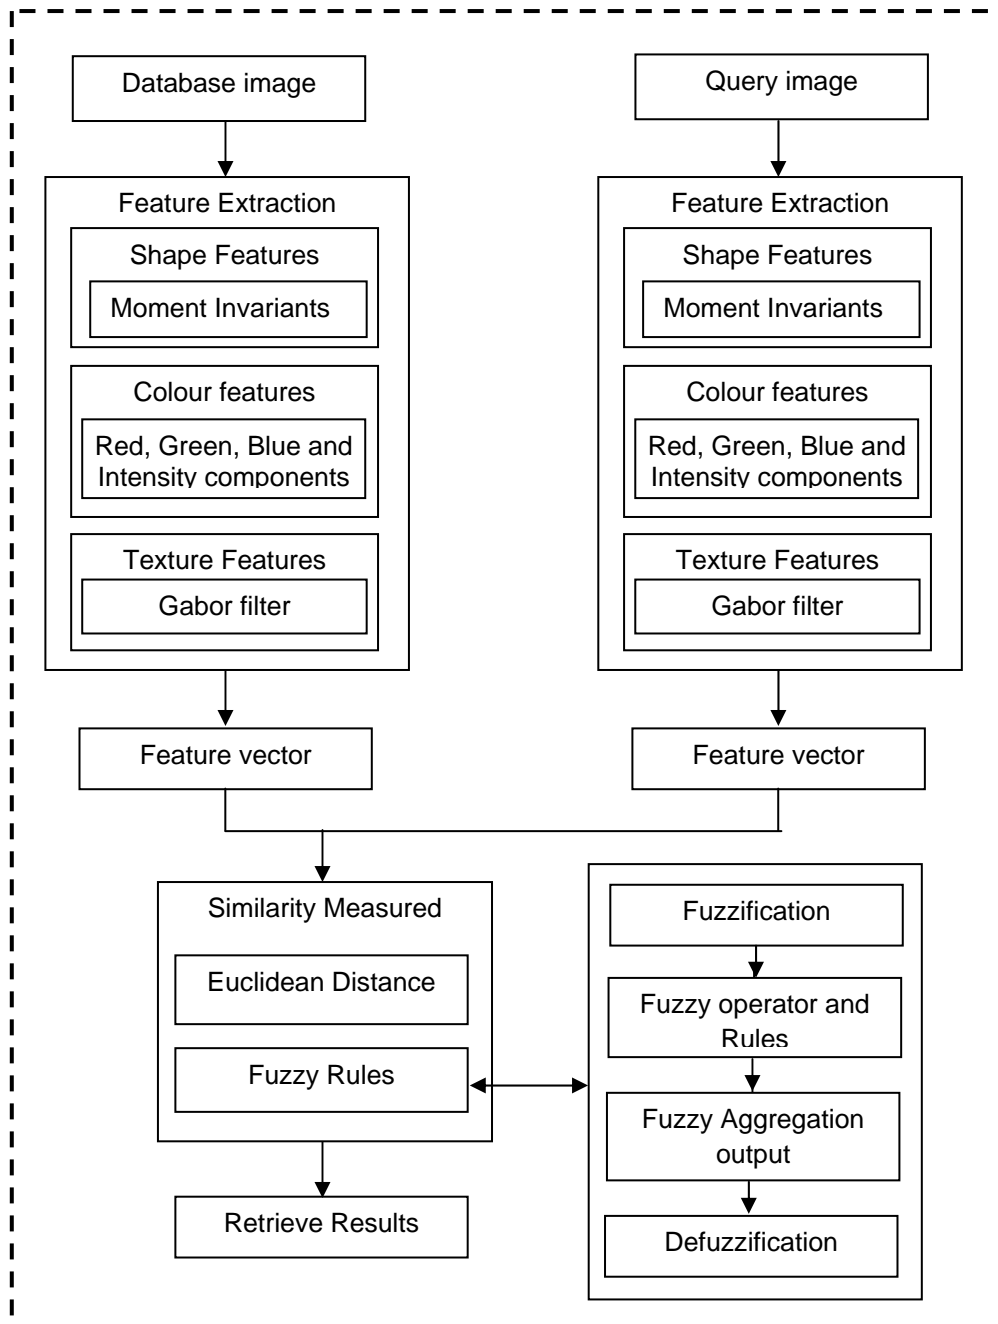 Database image
Feature Extraction
Shape Features
Moment Invariants
Colour features
Red, Green, Blue and
Intensity components
Texture Features
Gabor filter
Feature vector
Query image
Feature Extraction
Shape Features
Moment Invariants
Colour features
Red, Green, Blue and
Intensity components
Texture Features
Gabor filter
Feature vector
Similarity Measured
Euclidean Distance
Fuzzy Rules
Retrieve Results
Fuzzification
Fuzzy operator and
Rules
Fuzzy Aggregation
output
Defuzzification